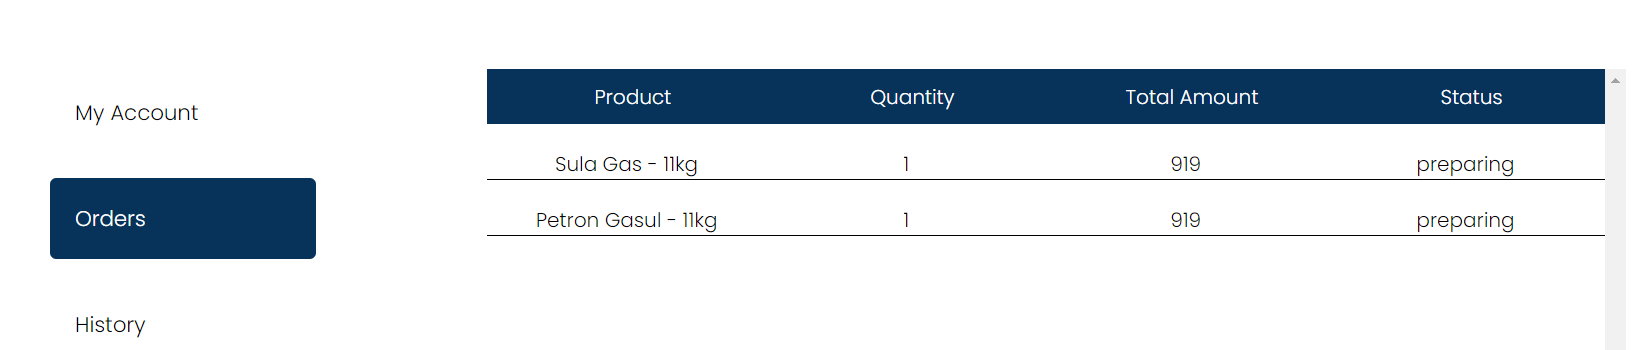 My Account
Orders
History
Product Quantity Total Amount Status
Sula Gas - 11kg 1 919 preparing
Petron Gasul - 11kg 1 919 preparing